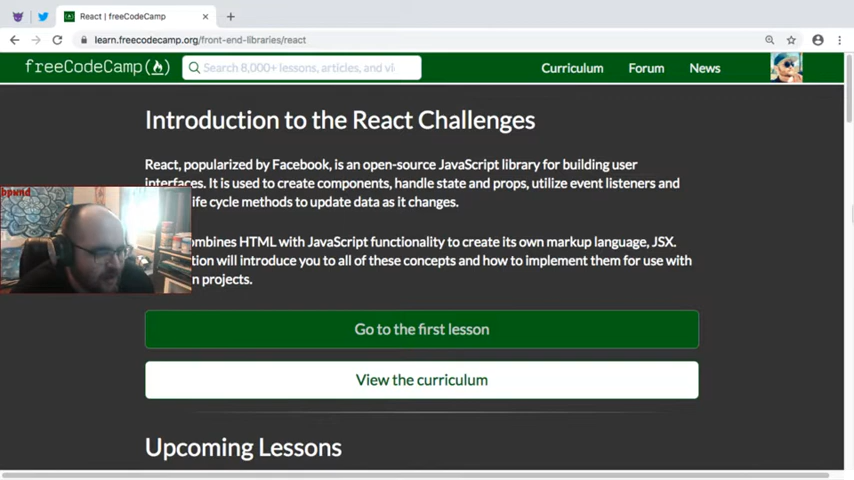 React | freeCodeCamp
learn.freecodecamp.org/front-end-libraries/react
freeCodeCamp
Search 8,000+ lessons, articles, and vi
Curriculum
Forum
News
Introduction to the React Challenges
React, popularized by Facebook, is an open-source JavaScript library for building user
interfaces. It is used to create components, handle state and props, utilize event listeners and
life cycle methods to update data as it changes.
ombines HTML with JavaScript functionality to create its own markup language, JSX.
tion will introduce you to all of these concepts and how to implement them for use with
n projects.
Go to the first lesson
View the curriculum
Upcoming Lessons